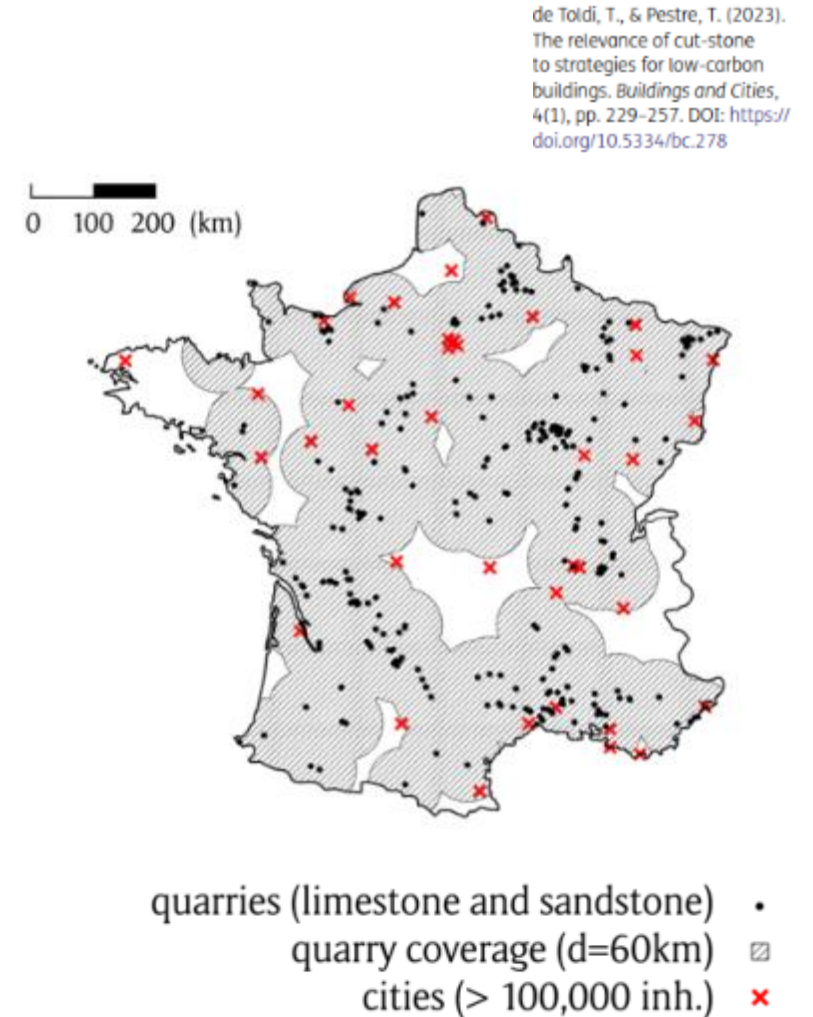 de Toldi, T., & Pestre, T. (2023).
The relevance of cut-stone
to strategies for low-carbon
buildings. Buildings and Cities,
4(1), pp. 229–257. DOI: https://
doi.org/10.5334/bc.278
0 100 200 (km)
quarries (limestone and sandstone)
quarry coverage (d=60km)
cities (> 100,000 inh.)